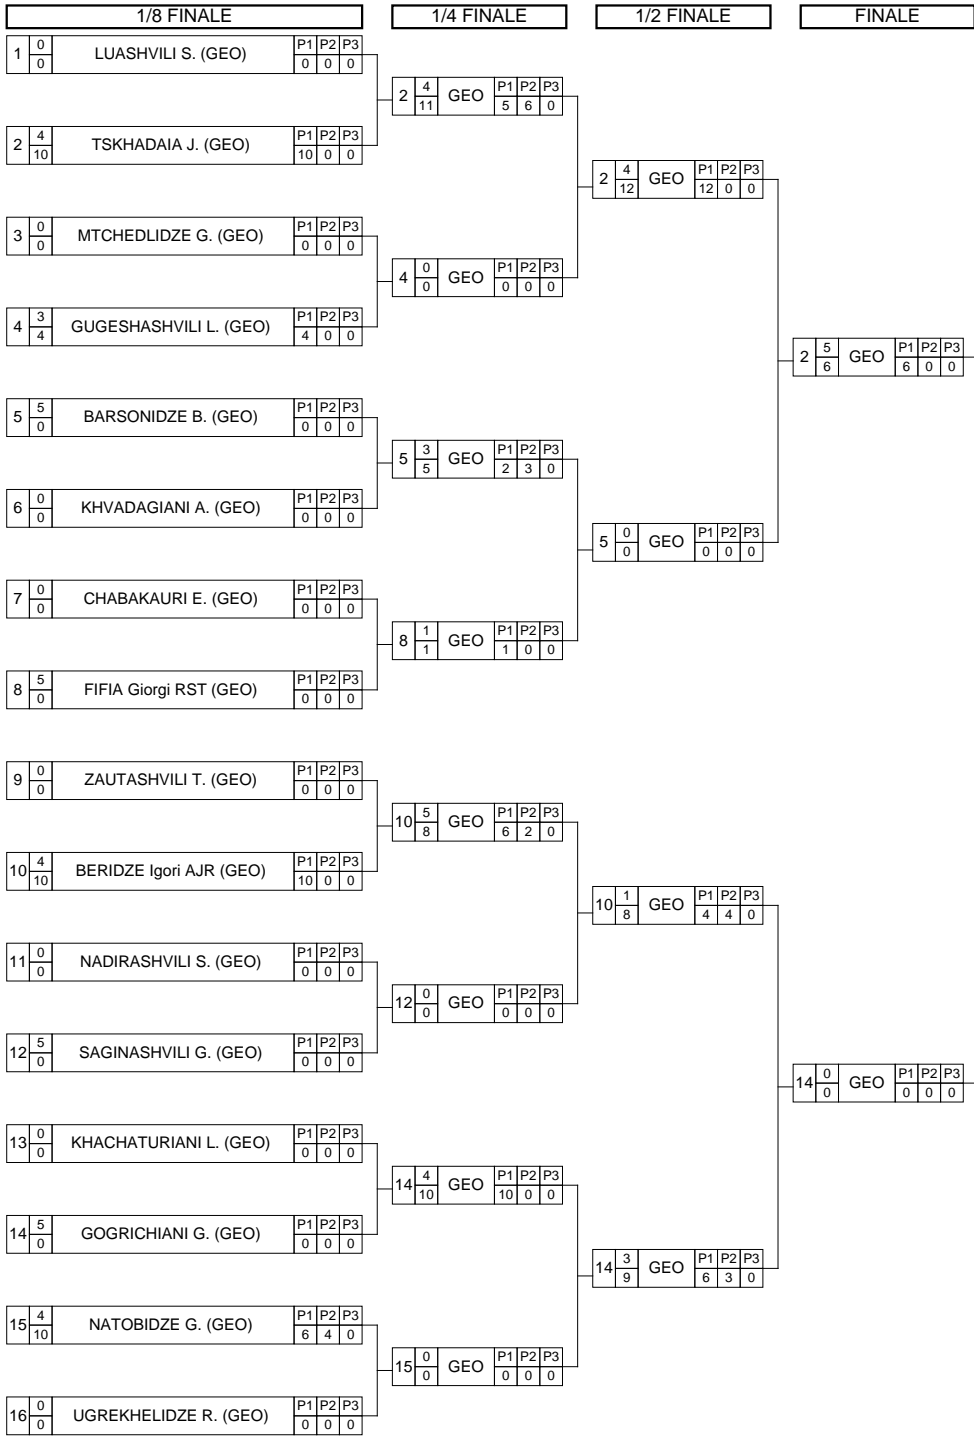 1/8 FINALE 1/4 FINALE 1/2 FINALE FINALE
1 0 0 LUASHVILI S. (GEO) P1 P2 P3 0 0 0
2 4 11 GEO P1 P2 P3 5 6 0
2 4 10 TSKHADAIA J. (GEO) P1 P2 P3 10 0 0
2 4 12 GEO P1 P2 P3 12 0 0
3 0 0 MTCHEDLIDZE G. (GEO) P1 P2 P3 0 0 0
4 0 0 GEO P1 P2 P3 0 0 0
4 3 4 GUGESHASHVILI L. (GEO) P1 P2 P3 4 0 0
2 5 6 GEO P1 P2 P3 6 0 0
5 5 0 BARSONIDZE B. (GEO) P1 P2 P3 0 0 0
5 3 5 GEO P1 P2 P3 2 3 0
6 0 0 KHVADAGIANI A. (GEO) P1 P2 P3 0 0 0
5 0 0 GEO P1 P2 P3 0 0 0
7 0 0 CHABAKAURI E. (GEO) P1 P2 P3 0 0 0
8 1 1 GEO P1 P2 P3 1 0 0
8 5 0 FIFIA Giorgi RST (GEO) P1 P2 P3 0 0 0
9 0 0 ZAUTASHVILI T. (GEO) P1 P2 P3 0 0 0
10 5 8 GEO P1 P2 P3 6 2 0
10 4 10 BERIDZE Igori AJR (GEO) P1 P2 P3 10 0 0
10 1 8 GEO P1 P2 P3 4 4 0
11 0 0 NADIRASHVILI S. (GEO) P1 P2 P3 0 0 0
12 0 0 GEO P1 P2 P3 0 0 0
12 5 0 SAGINASHVILI G. (GEO) P1 P2 P3 0 0 0
14 0 0 GEO P1 P2 P3 0 0 0
13 0 0 KHACHATURIANI L. (GEO) P1 P2 P3 0 0 0
14 4 10 GEO P1 P2 P3 10 0 0
14 5 0 GOGRICHIANI G. (GEO) P1 P2 P3 0 0 0
14 3 9 GEO P1 P2 P3 6 3 0
15 4 10 NATOBIDZE G. (GEO) P1 P2 P3 6 4 0
15 0 0 GEO P1 P2 P3 0 0 0
16 0 0 UGREKHELIDZE R. (GEO) P1 P2 P3 0 0 0